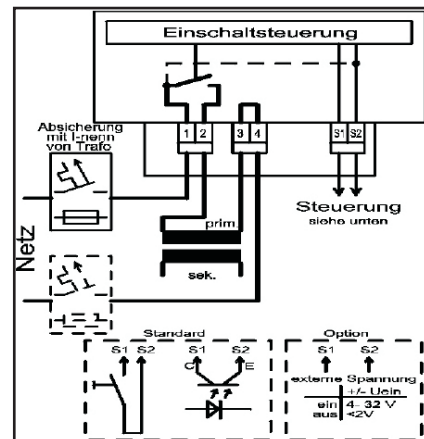 Einschaltsteuerung
Absicherung
mit I-nenn
von Trafo
1 2 3 4 S1 S2
Steuerung
siehe unten
prim.
sek.
Netz
Standard
Option
S1 S2 S1 S2 S1 S2
C E
externe Spannung
+/- Uein
ein 4- 32 V
aus <2V